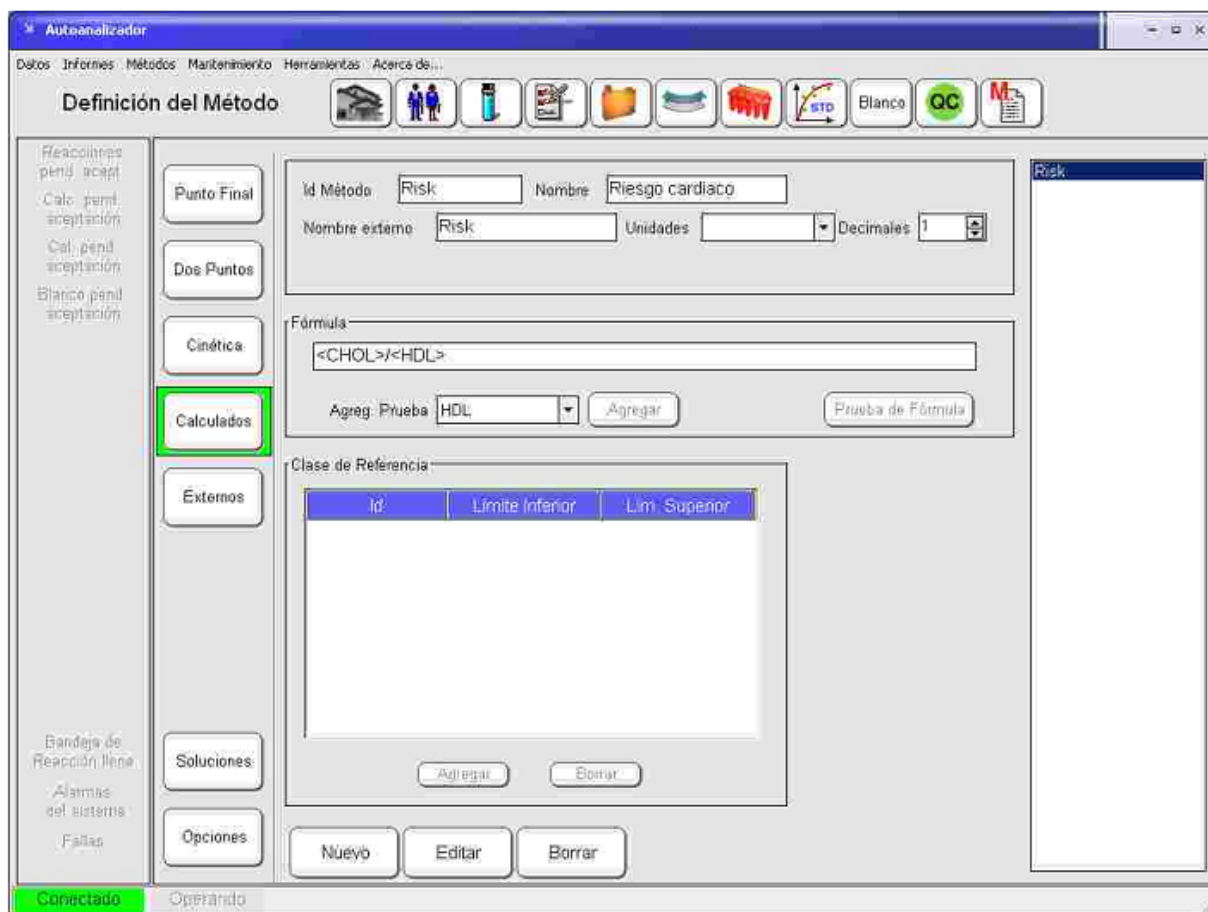 Autoanalizador
Datos Informes Métodos Mantenimiento Herramientas Acerca de...
Definición del Método
STD
Blanco
QC
M
Reacciones
pend. acept.
Calc. pend.
aceptación
Cal. pend.
aceptación
Blanco pend.
aceptación
Punto Final
Dos Puntos
Cinética
Calculados
Externos
Id Método Risk Nombre Riesgo cardiaco
Nombre externo Risk Unidades Decimales 1
Fórmula
<CHOL>/<HDL>
Agreg. Prueba HDL Agregar Prueba de Fórmula
Clase de Referencia
Id Límite Inferior Lim. Superior
Agregar Borrar
Risk
Bandeja de
Reacción llena
Alarmas
del sistema
Fallas
Soluciones
Opciones
Nuevo Editar Borrar
Conectado Operando